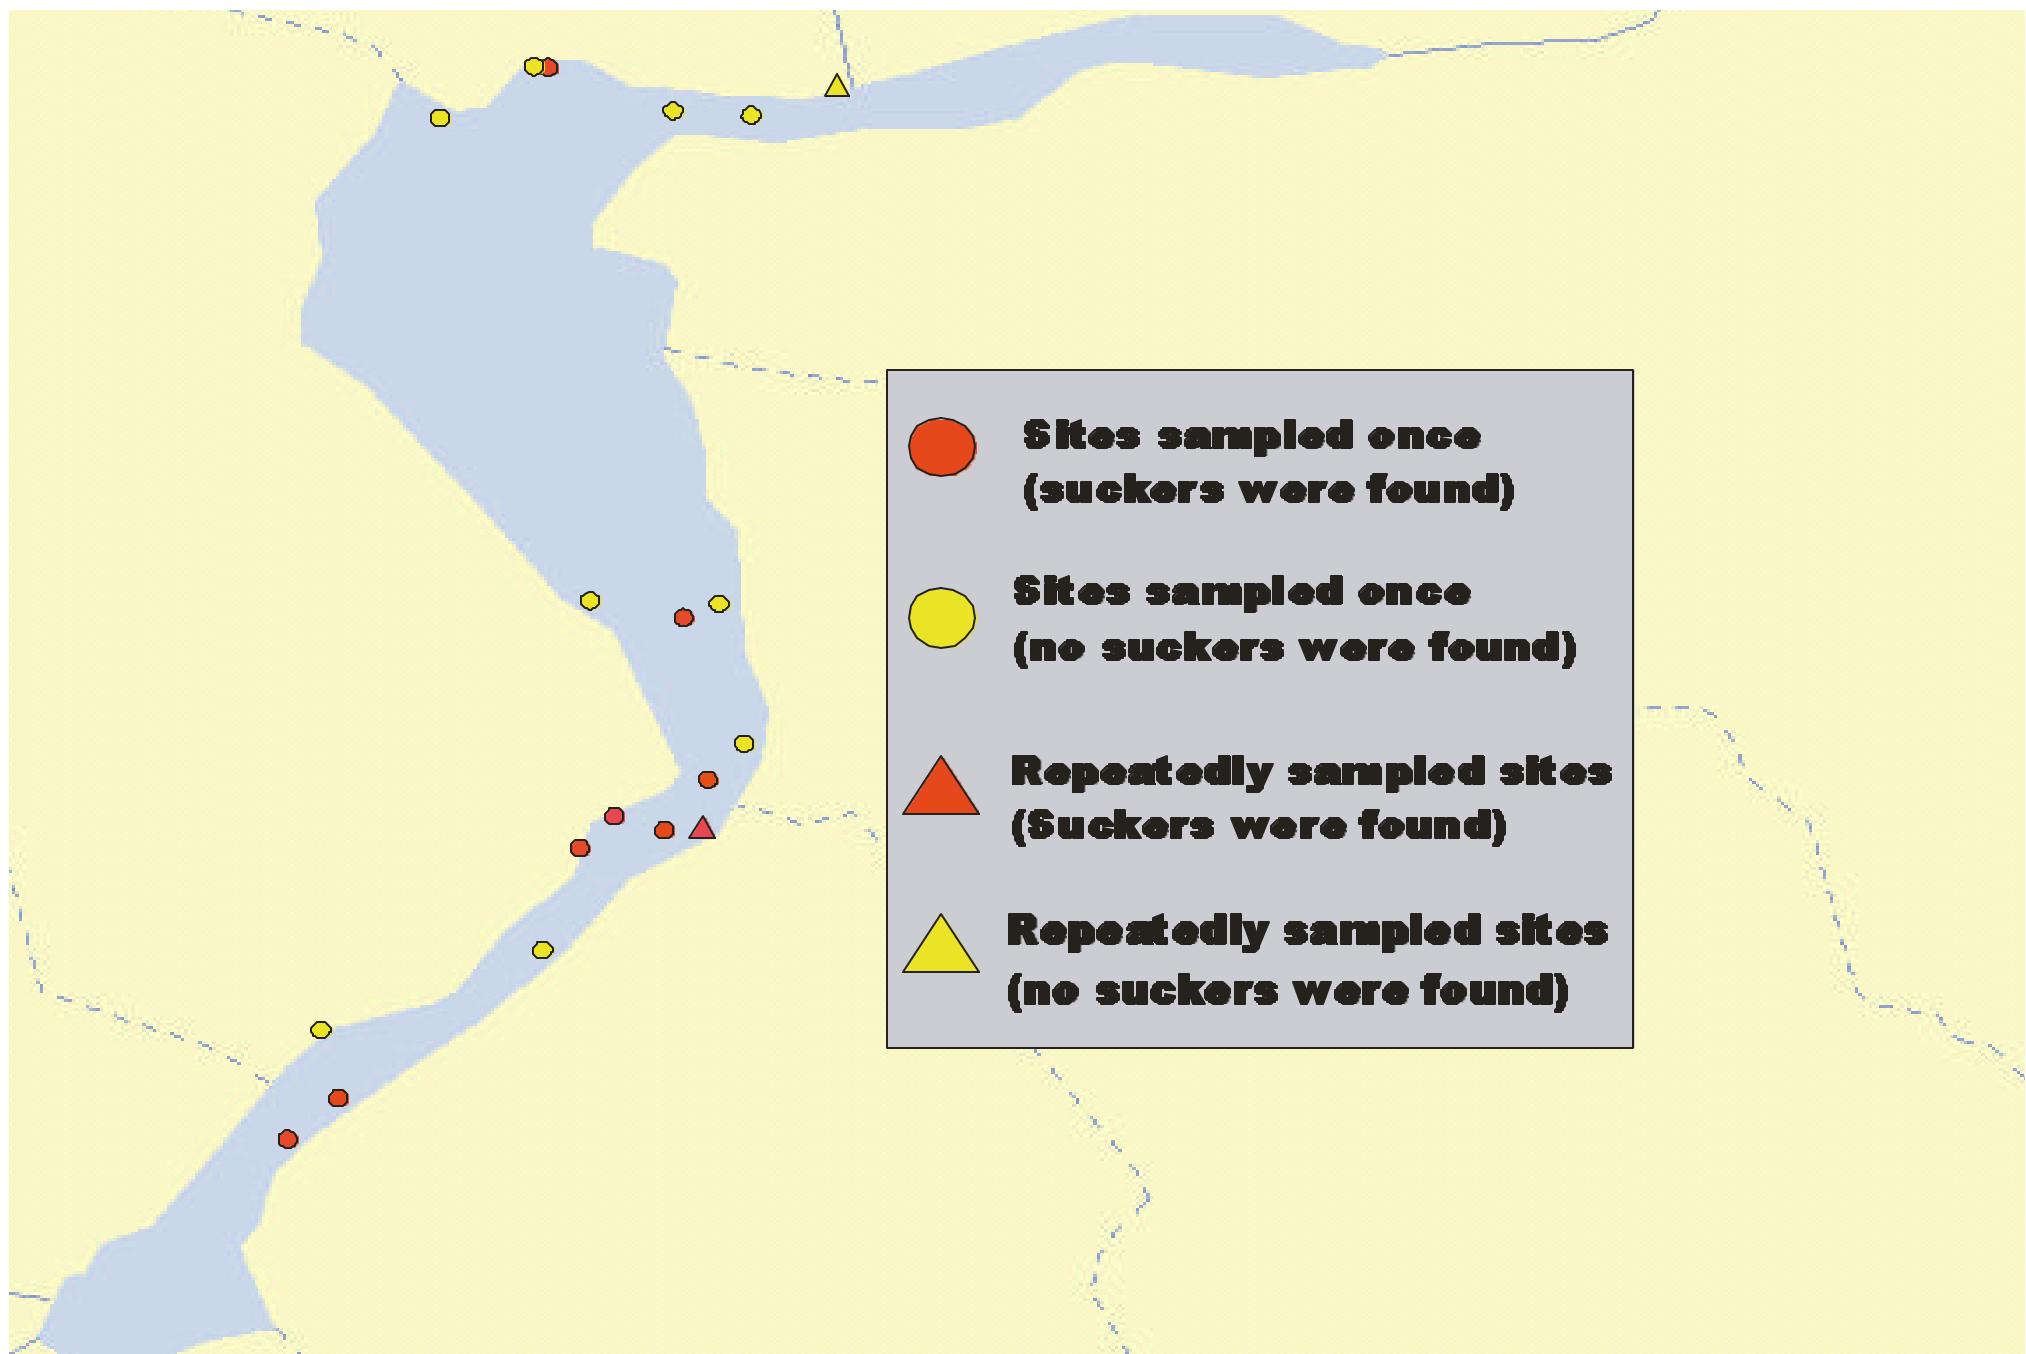 Sites sampled once
(suckers were found)
Sites sampled once
(no suckers were found)
Repeatedly sampled sites
(Suckers were found)
Repeatedly sampled sites
(no suckers were found)